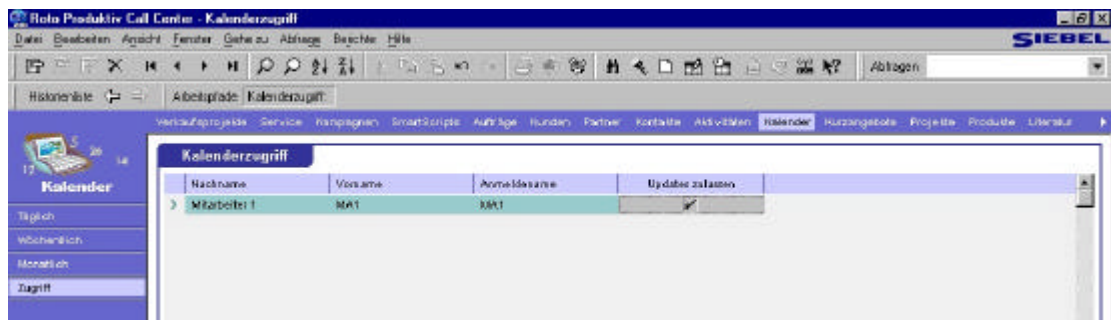 Roto Produktiv Call Center - Kalenderzugriff
Datei Bearbeiten Ansicht Fenster Gehe zu Abfrage Berichte Hilfe
SIEBEL
Abfragen
Historienliste Arbeitspfade Kalenderzugriff:
Verkaufsprojekte Service Kampagnen SmartScripts Aufträge Kunden Partner Kontakte Aktivitäten Kalender Kurzangebote Projekte Produkte Literatur
Kalenderzugriff
Kalender
Nachname Vorname Anmeldename Updates zulassen
Mitarbeiter 1 MA1
Täglich
Wöchentlich
Monatlich
Zugriff